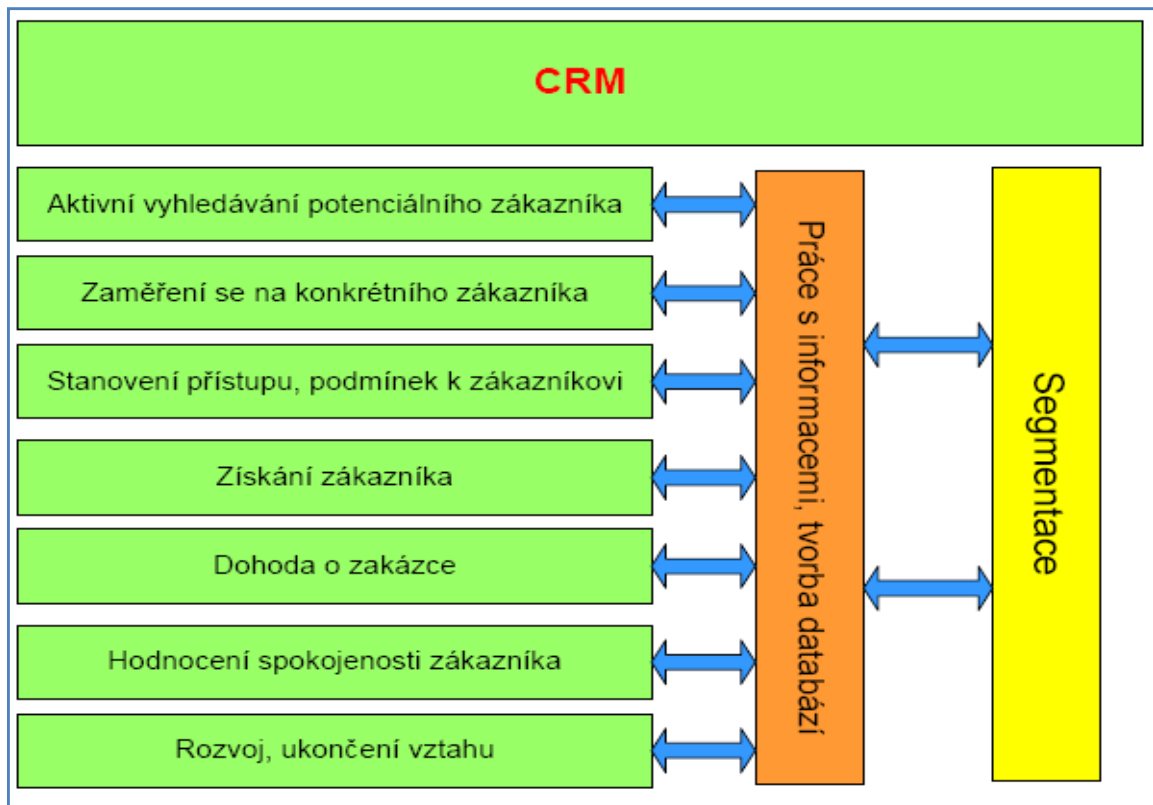 CRM
Aktivní vyhledávání potenciálního zákazníka
Zaměření se na konkrétního zákazníka
Stanovení přístupu, podmínek k zákazníkovi
Získání zákazníka
Dohoda o zakázce
Hodnocení spokojenosti zákazníka
Rozvoj, ukončení vztahu
Práce s informacemi, tvorba databází
Segmentace